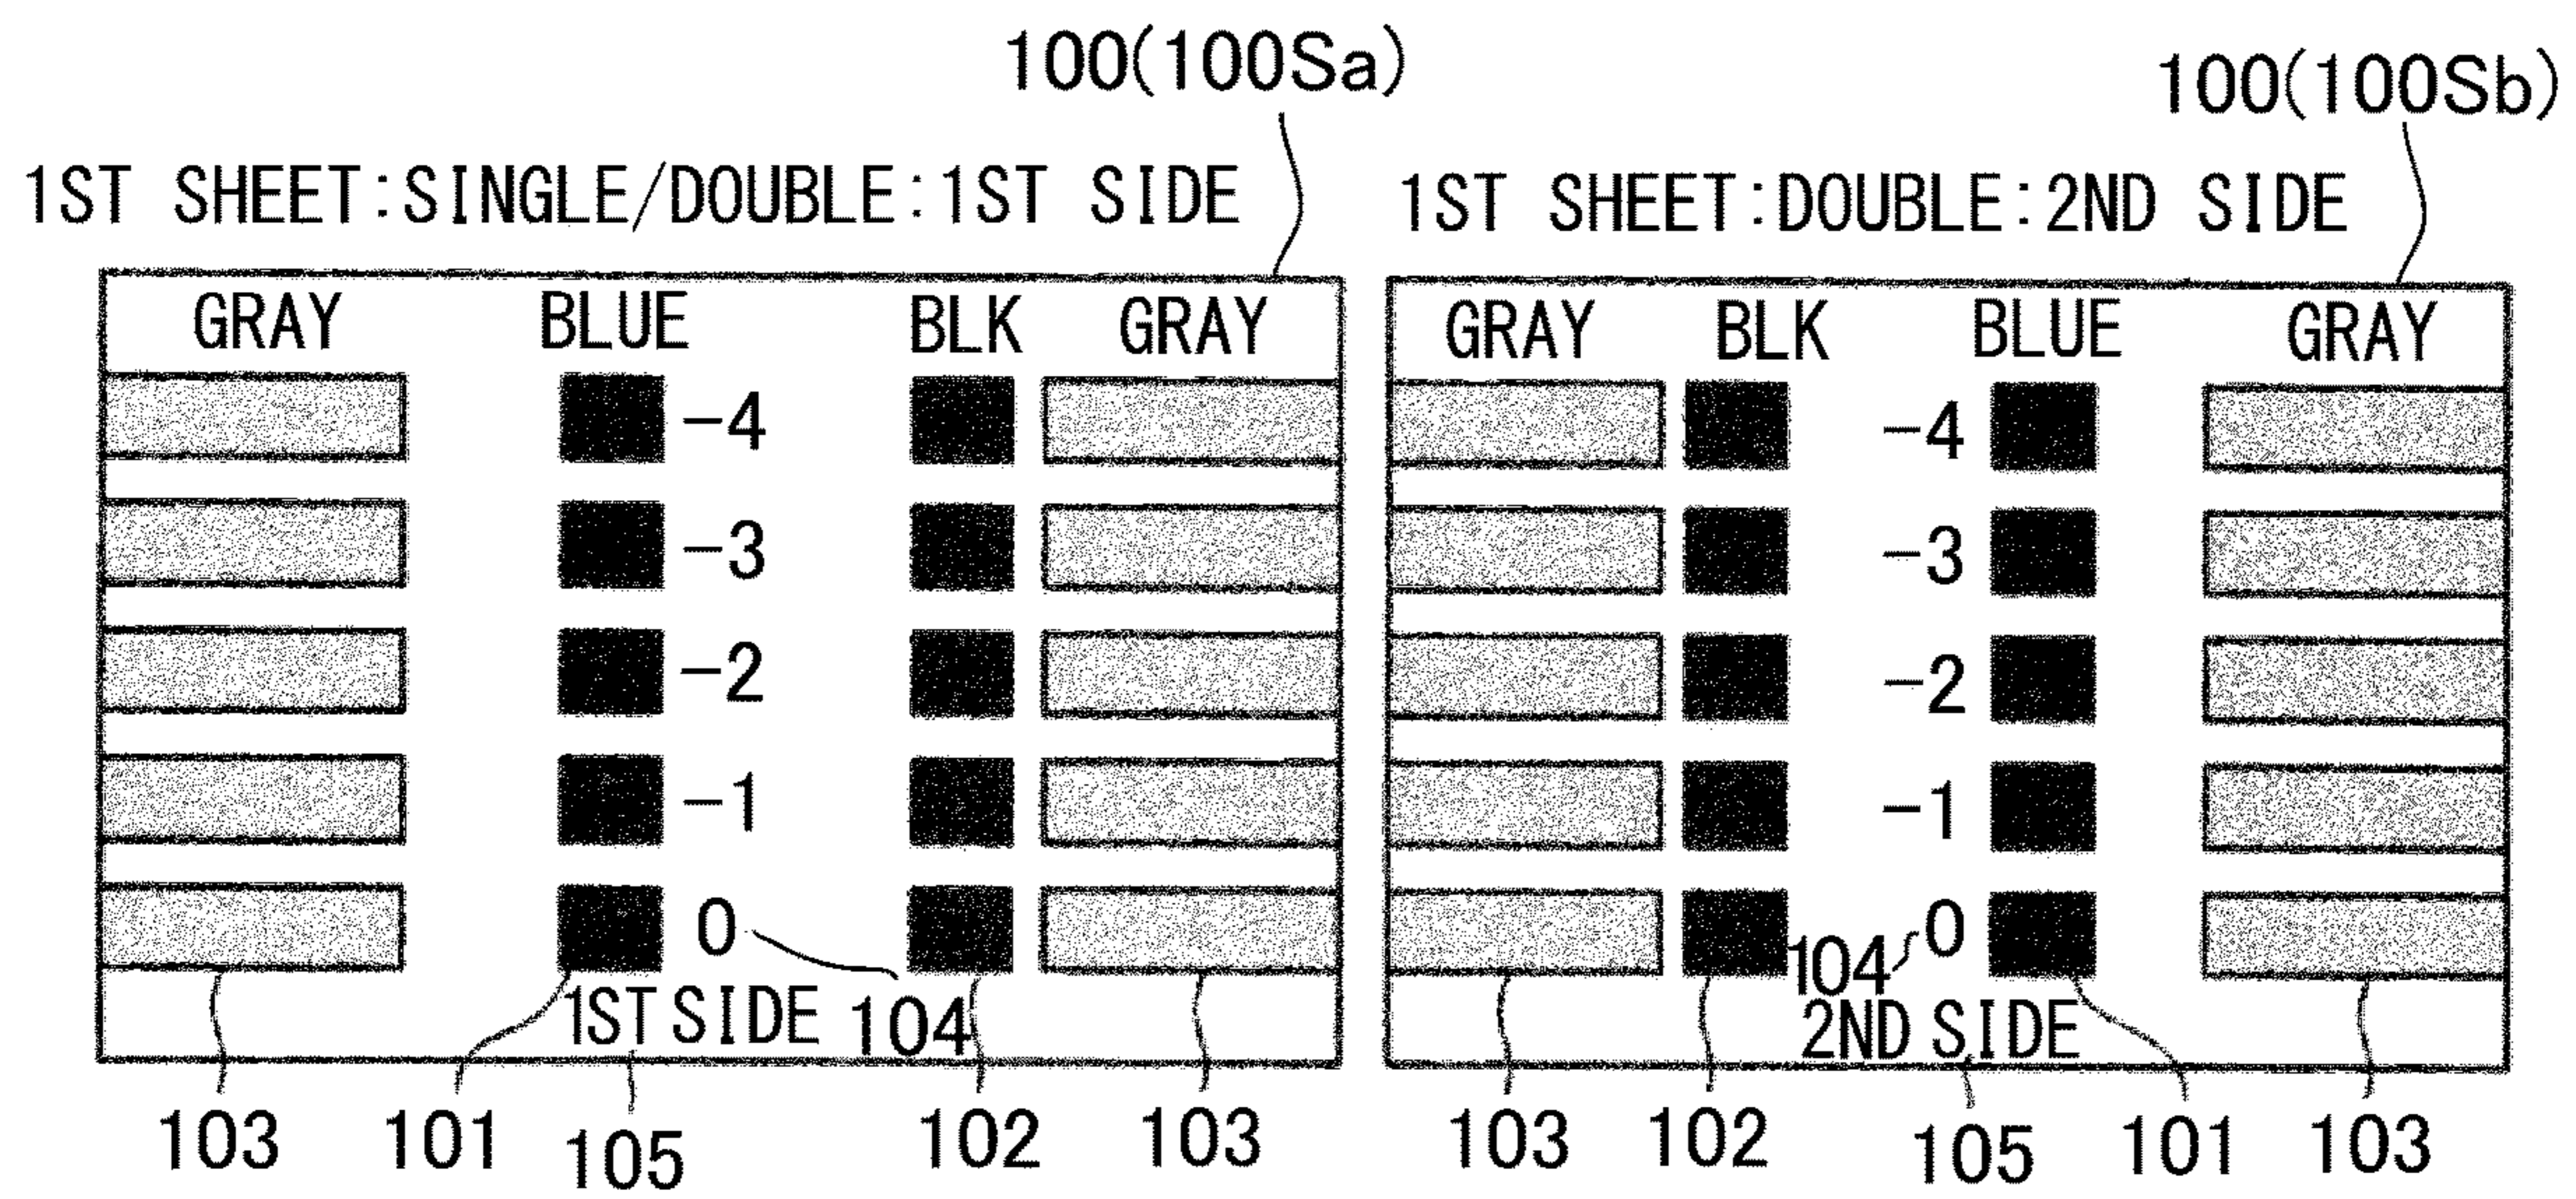 100(100Sa)
100(100Sb)
1ST SHEET:SINGLE/DOUBLE:1ST SIDE
1ST SHEET:DOUBLE:2ND SIDE
GRAY BLUE BLK GRAY
-4
-3
-2
-1
0
1ST SIDE 104
103 101 105 102 103
GRAY BLK BLUE GRAY
-4
-3
-2
-1
104 0
2ND SIDE
103 102 105 101 103